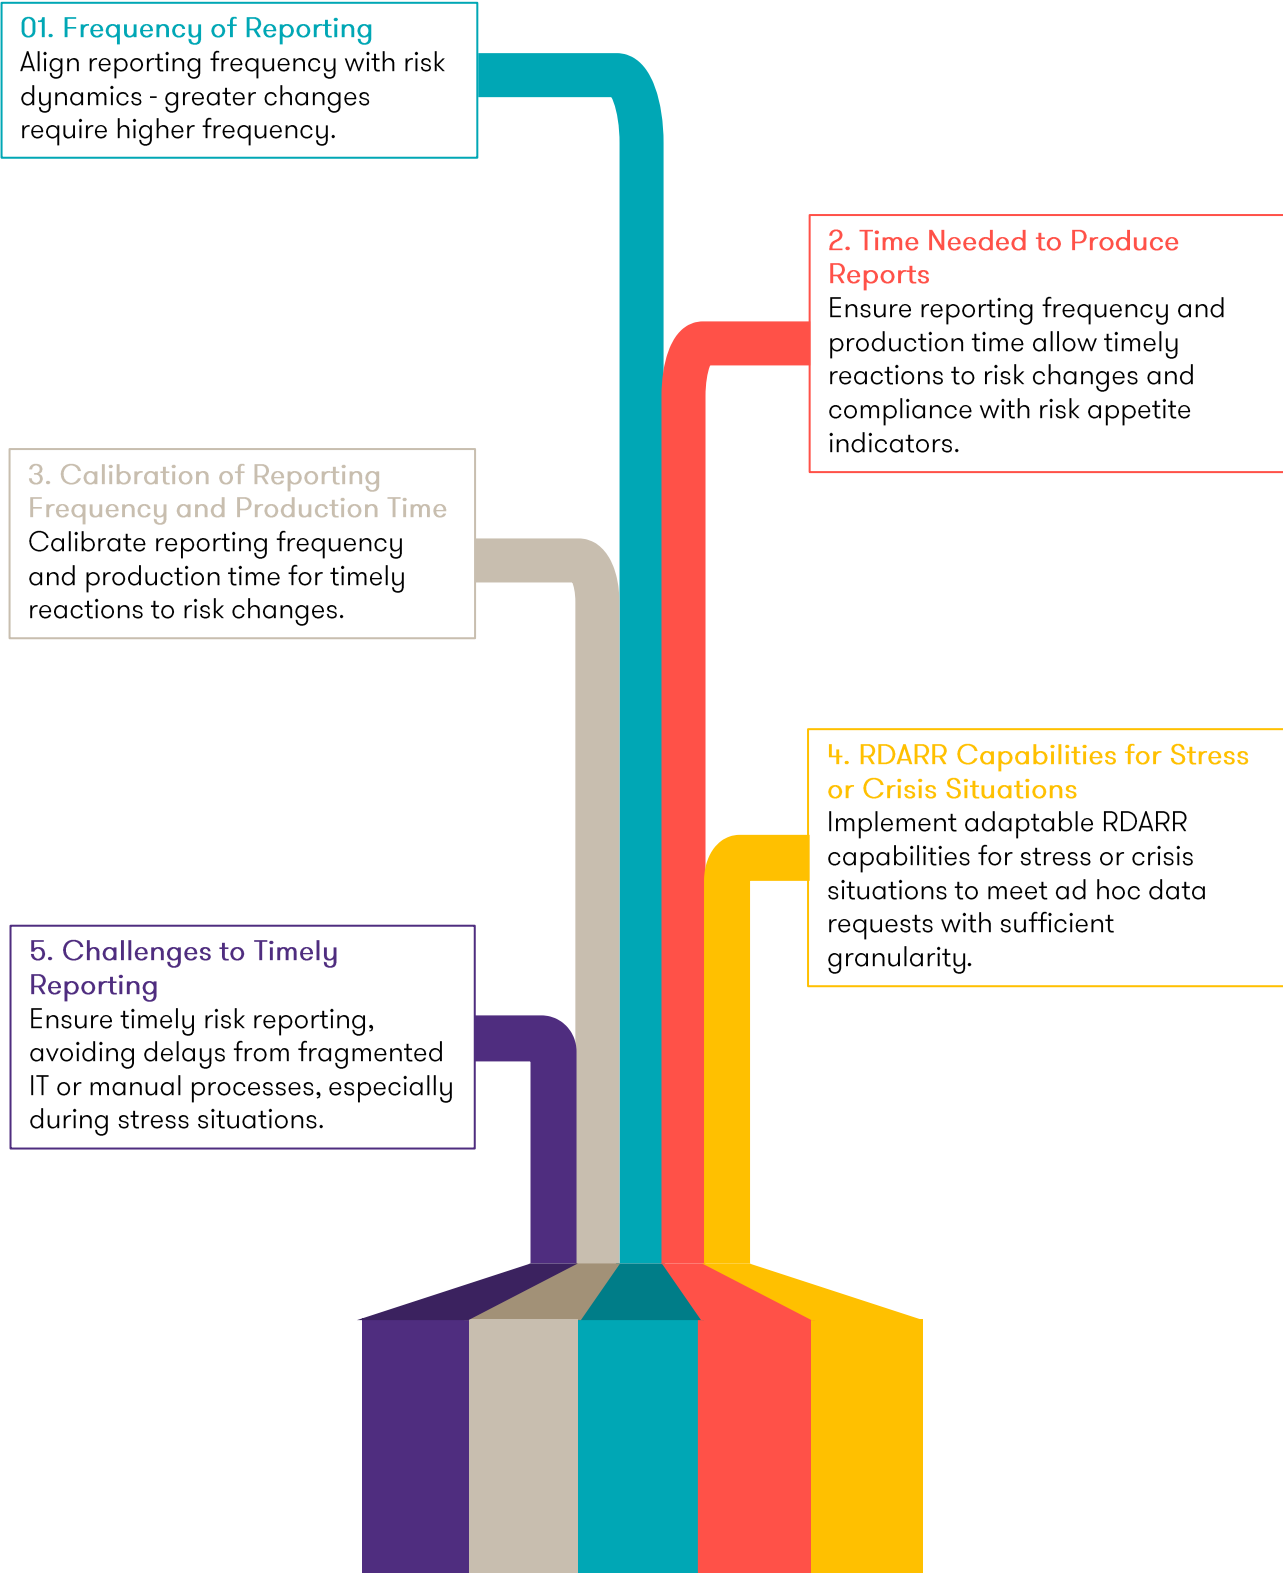 01. Frequency of Reporting
Align reporting frequency with risk
dynamics - greater changes
require higher frequency.
2. Time Needed to Produce
Reports
Ensure reporting frequency and
production time allow timely
reactions to risk changes and
compliance with risk appetite
indicators.
3. Calibration of Reporting
Frequency and Production Time
Calibrate reporting frequency
and production time for timely
reactions to risk changes.
4. RDARR Capabilities for Stress
or Crisis Situations
Implement adaptable RDARR
capabilities for stress or crisis
situations to meet ad hoc data
requests with sufficient
granularity.
5. Challenges to Timely
Reporting
Ensure timely risk reporting,
avoiding delays from fragmented
IT or manual processes, especially
during stress situations.